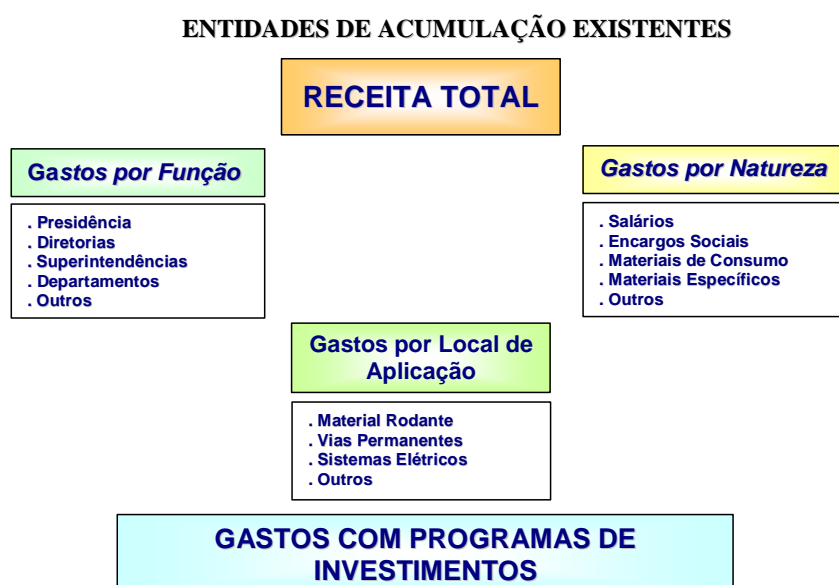 ENTIDADES DE ACUMULAÇÃO EXISTENTES
RECEITA TOTAL
Gastos por Função
. Presidência
. Diretorias
. Superintendências
. Departamentos
. Outros
Gastos por Natureza
. Salários
. Encargos Sociais
. Materiais de Consumo
. Materiais Específicos
. Outros
Gastos por Local de
Aplicação
. Material Rodante
. Vias Permanentes
. Sistemas Elétricos
. Outros
GASTOS COM PROGRAMAS DE
INVESTIMENTOS